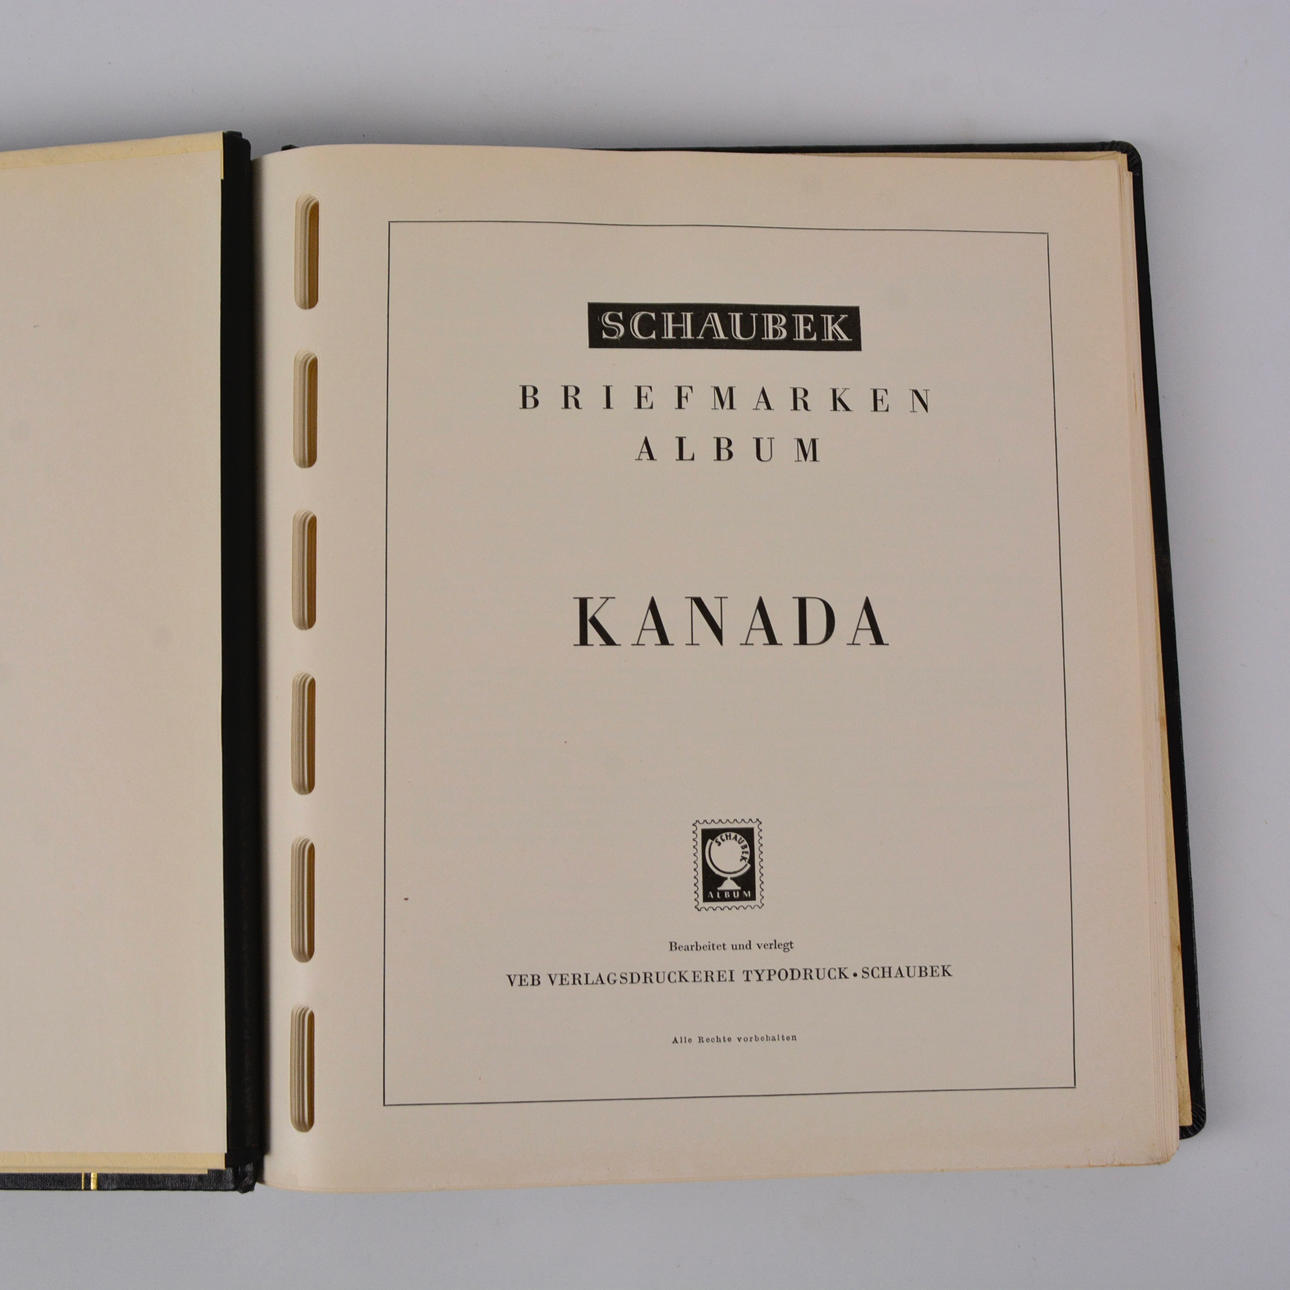 SCHAUBEK
BRIEFMARKEN
ALBUM
KANADA
SCHAUBEK
ALBUM
Bearbeitet und verlegt
VEB VERLAGSDRUCKEREI TYPODRUCK • SCHAUBEK
Alle Rechte vorbehalten